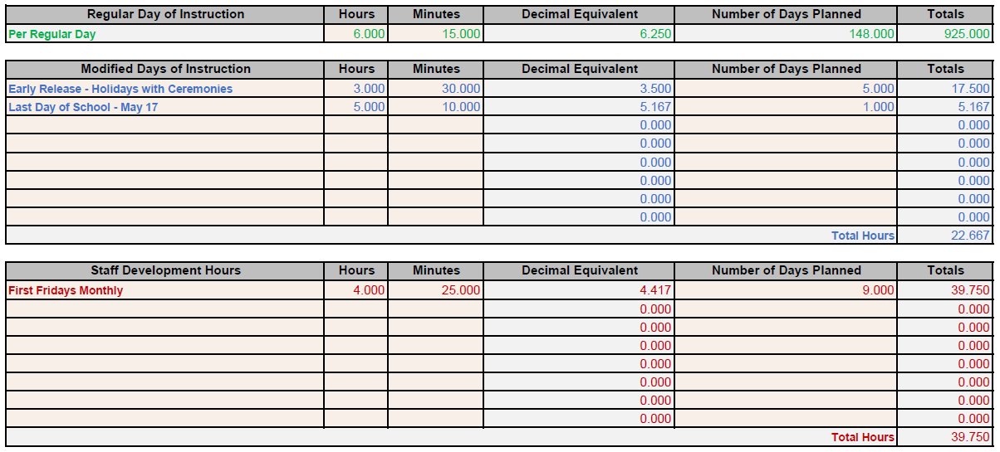 Regular Day of Instruction Hours Minutes Decimal Equivalent Number of Days Planned Totals
Per Regular Day 6.000 15.000 6.250 148.000 925.000
Modified Days of Instruction Hours Minutes Decimal Equivalent Number of Days Planned Totals
Early Release - Holidays with Ceremonies 3.000 30.000 3.500 5.000 17.500
Last Day of School - May 17 5.000 10.000 5.167 1.000 5.167
0.000 0.000
0.000 0.000
0.000 0.000
0.000 0.000
0.000 0.000
0.000 0.000
Total Hours 22.667
Staff Development Hours Hours Minutes Decimal Equivalent Number of Days Planned Totals
First Fridays Monthly 4.000 25.000 4.417 9.000 39.750
0.000 0.000
0.000 0.000
0.000 0.000
0.000 0.000
0.000 0.000
0.000 0.000
0.000 0.000
Total Hours 39.750